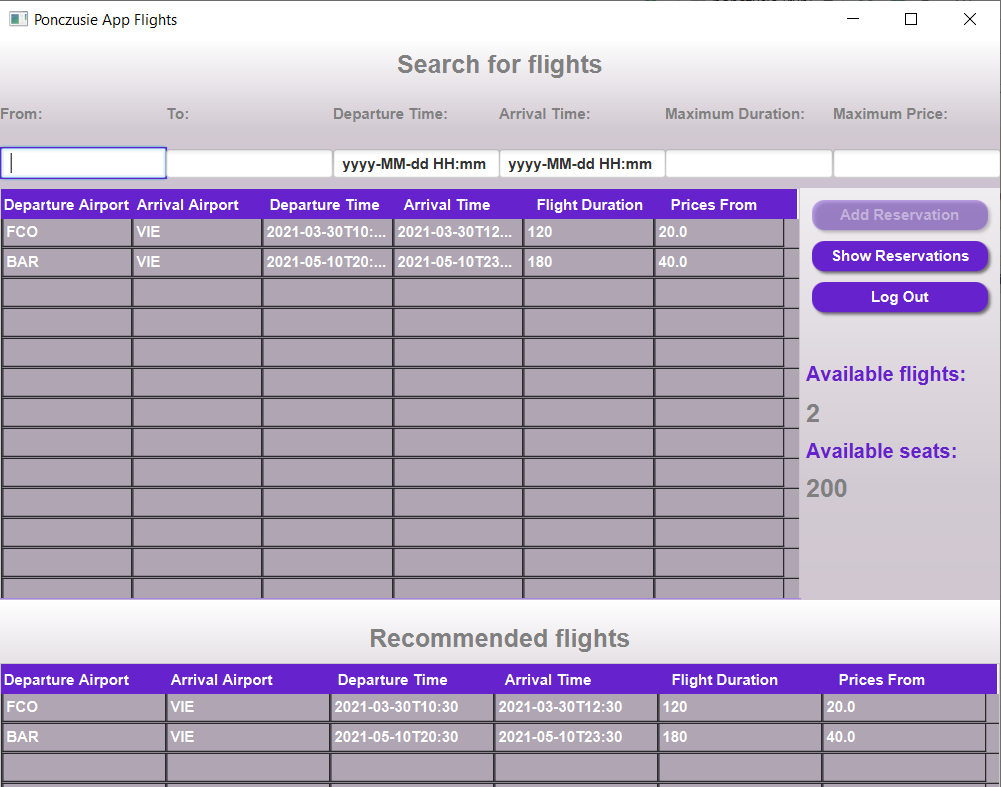 Ponczusie App Flights
Search for flights
From: To: Departure Time: Arrival Time: Maximum Duration: Maximum Price:
yyyy-MM-dd HH:mm yyyy-MM-dd HH:mm
Departure Airport Arrival Airport Departure Time Arrival Time Flight Duration Prices From
FCO VIE 2021-03-30T10:... 2021-03-30T12... 120 20.0
BAR VIE 2021-05-10T20:... 2021-05-10T23... 180 40.0
Add Reservation
Show Reservations
Log Out
Available flights:
2
Available seats:
200
Recommended flights
Departure Airport Arrival Airport Departure Time Arrival Time Flight Duration Prices From
FCO VIE 2021-03-30T10:30 2021-03-30T12:30 120 20.0
BAR VIE 2021-05-10T20:30 2021-05-10T23:30 180 40.0